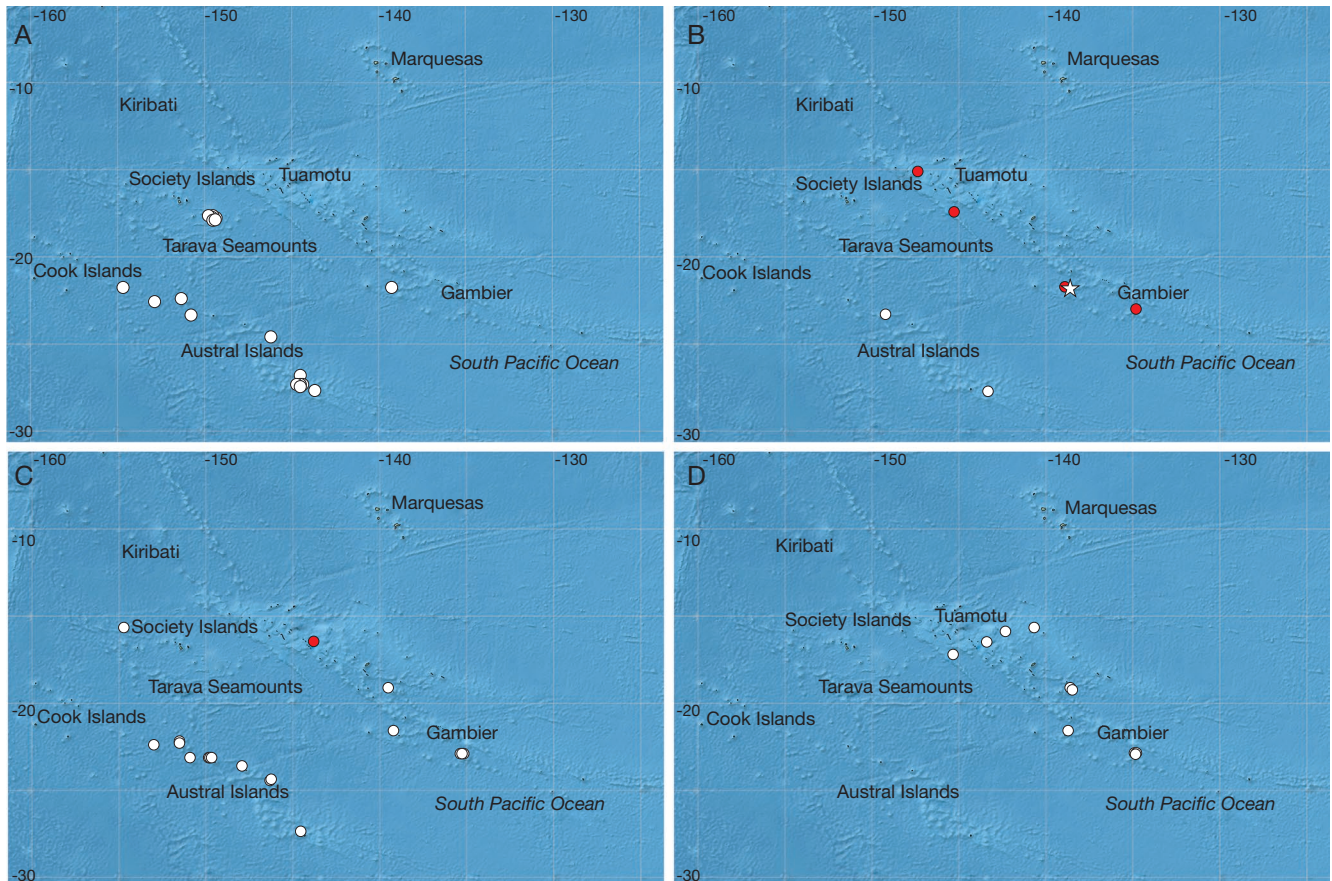 A
-160
-150
-140
-130
Marquesas
-10
Kiribati
Society Islands
Tuamotu
Tarava Seamounts
-20
Cook Islands
Gambier
Austral Islands
South Pacific Ocean
-30
B
-160
-150
-140
-130
Marquesas
-10
Kiribati
Society Islands
Tuamotu
Tarava Seamounts
-20
Cook Islands
Gambier
Austral Islands
South Pacific Ocean
-30
C
-160
-150
-140
-130
Marquesas
-10
Kiribati
Society Islands
Tarava Seamounts
-20
Cook Islands
Gambier
Austral Islands
South Pacific Ocean
-30
D
-160
-150
-140
-130
Marquesas
-10
Kiribati
Society Islands
Tuamotu
Tarava Seamounts
-20
Cook Islands
Gambier
Austral Islands
South Pacific Ocean
-30